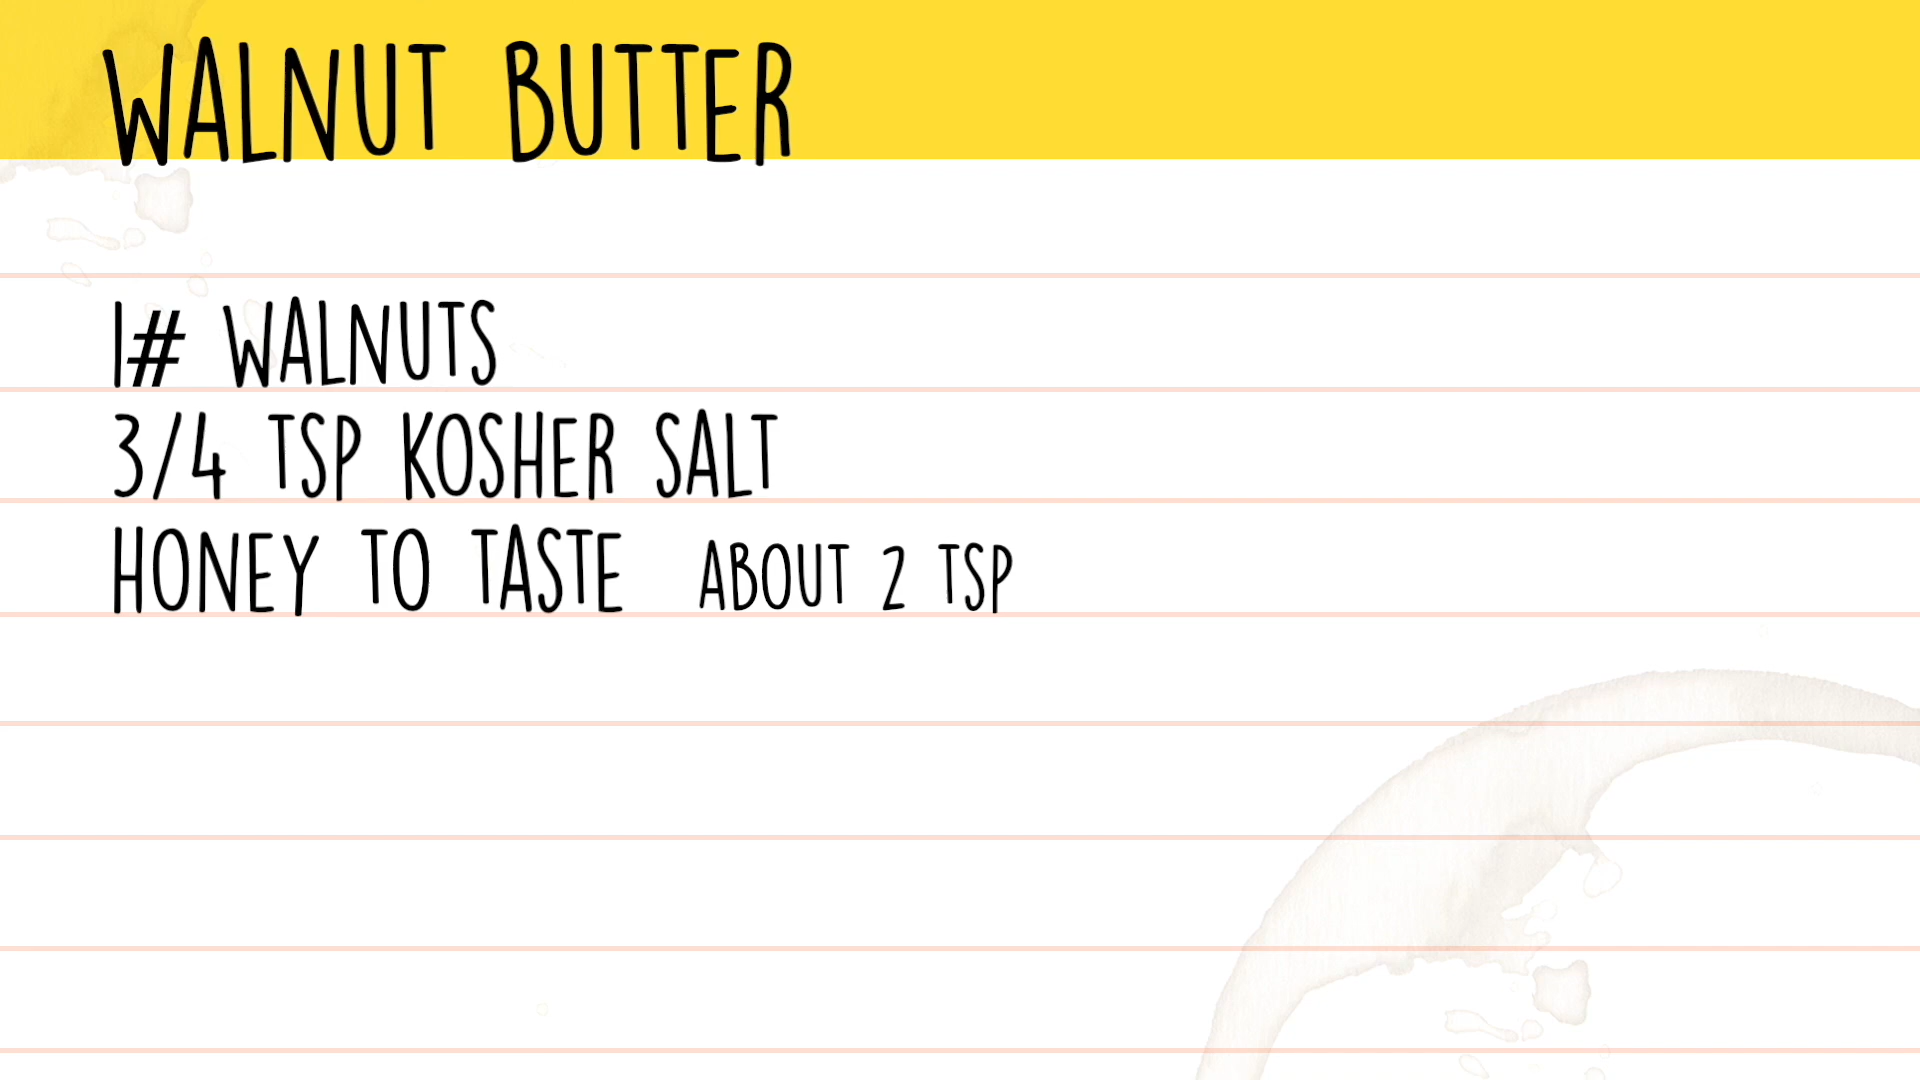 WALNUT BUTTER
1# WALNUTS
3/4 TSP KOSHER SALT
HONEY TO TASTE ABOUT 2 TSP